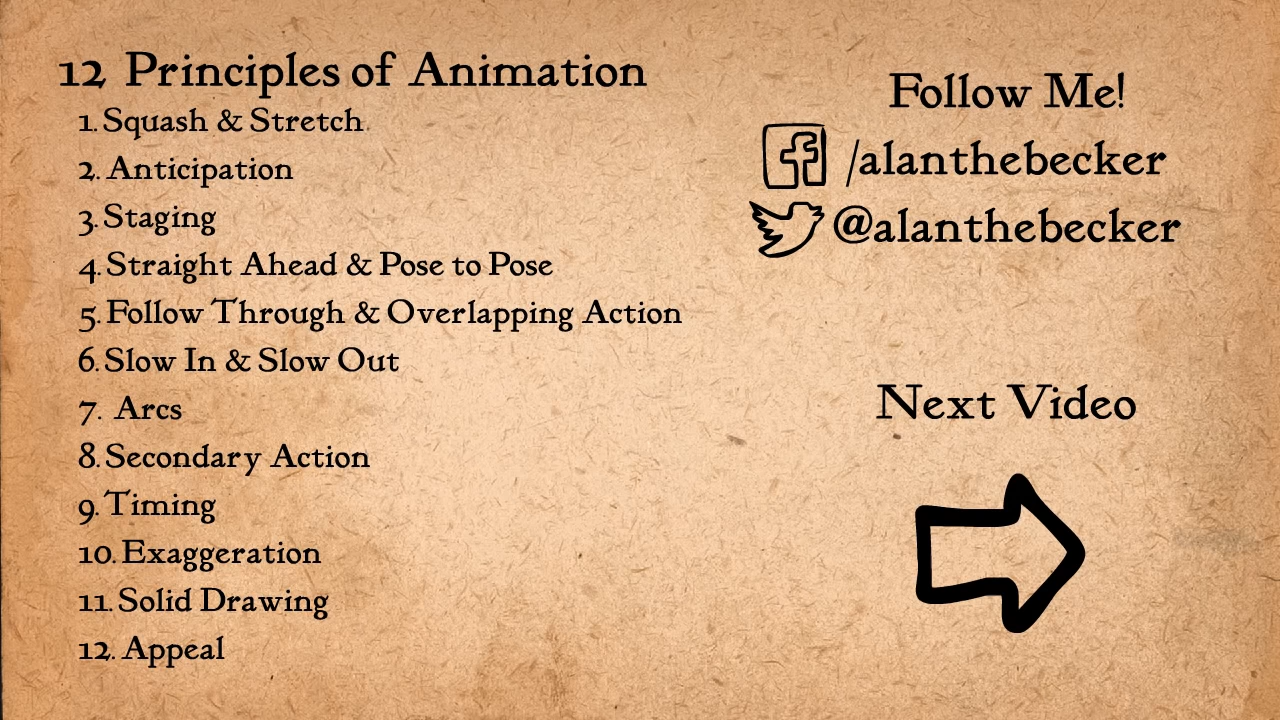 12 Principles of Animation
1. Squash & Stretch
2. Anticipation
3. Staging
4. Straight Ahead & Pose to Pose
5. Follow Through & Overlapping Action
6. Slow In & Slow Out
7. Arcs
8. Secondary Action
9. Timing
10. Exaggeration
11. Solid Drawing
12. Appeal
Follow Me!
/alanthebecker
@alanthebecker
Next Video